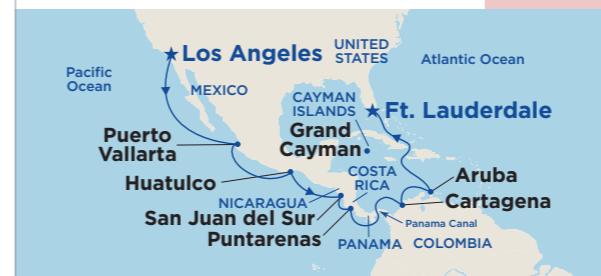 UNITED
STATES
★Los Angeles
Atlantic Ocean
Pacific
Ocean
MEXICO
CAYMAN
ISLANDS
★Ft. Lauderdale
Grand
Cayman
Puerto
Vallarta
COSTA
RICA
Aruba
Huatulco
NICARAGUA
Cartagena
San Juan del Sur
Panama Canal
Puntarenas
PANAMA
COLOMBIA